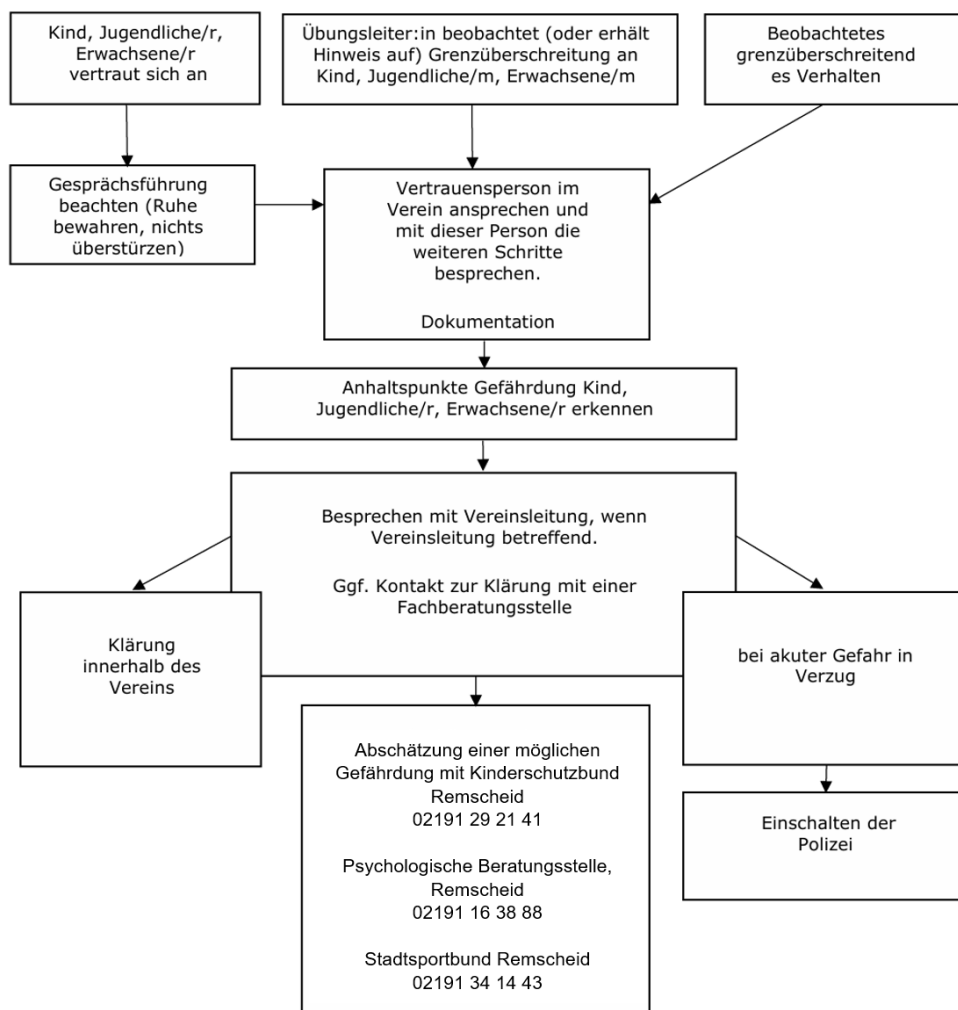 Kind, Jugendliche/r,
Erwachsene/r
vertraut sich an
Übungsleiter:in beobachtet (oder erhält
Hinweis auf) Grenzüberschreitung an
Kind, Jugendliche/m, Erwachsene/m
Beobachtetes
grenzüberschreitend
es Verhalten
Gesprächsführung
beachten (Ruhe
bewahren, nichts
überstürzen)
Vertrauensperson im
Verein ansprechen und
mit dieser Person die
weiteren Schritte
besprechen.
Dokumentation
Anhaltspunkte Gefährdung Kind,
Jugendliche/r, Erwachsene/r erkennen
Besprechen mit Vereinsleitung, wenn
Vereinsleitung betreffend.
Ggf. Kontakt zur Klärung mit einer
Fachberatungsstelle
Klärung
innerhalb des
Vereins
bei akuter Gefahr in
Verzug
Abschätzung einer möglichen
Gefährdung mit Kinderschutzbund
Remscheid
02191 29 21 41
Psychologische Beratungsstelle,
Remscheid
02191 16 38 88
Stadtsportbund Remscheid
02191 34 14 43
Einschalten der
Polizei